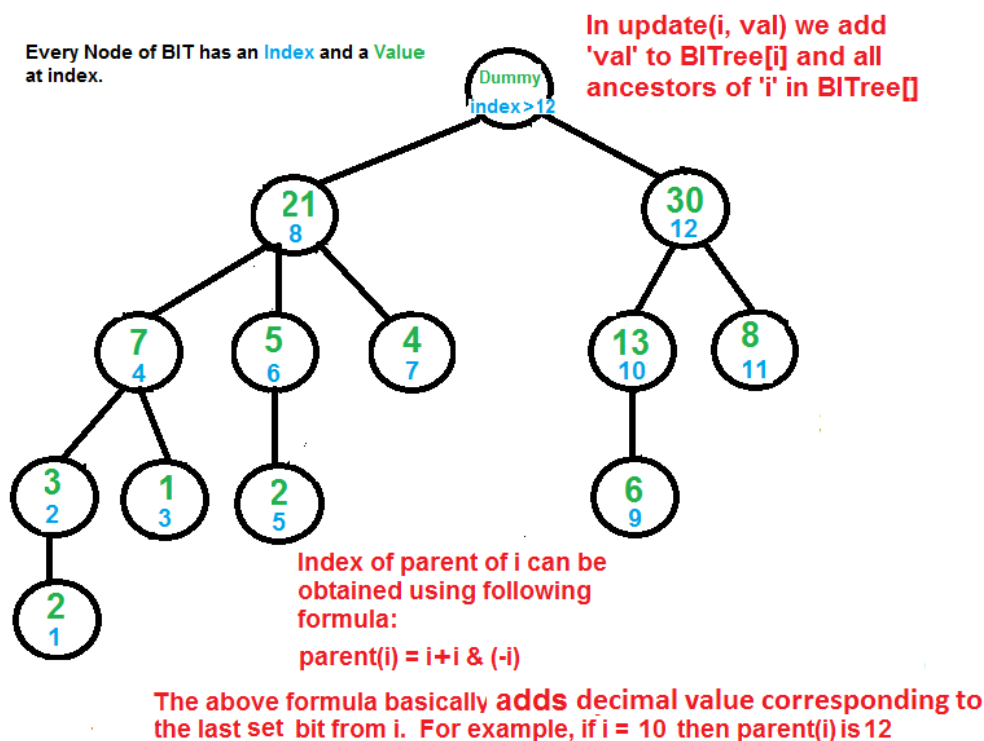 Every Node of BIT has an Index and a Value
at index.
In update(i, val) we add
'val' to BITree[i] and all
ancestors of 'i' in BITree[]
Dummy
index>12
21
8
30
12
7
4
5
6
4
7
13
10
8
11
3
2
1
3
2
5
6
9
2
1
Index of parent of i can be
obtained using following
formula:
parent(i) = i+i & (-i)
The above formula basically adds decimal value corresponding to
the last set bit from i. For example, if i = 10 then parent(i) is 12